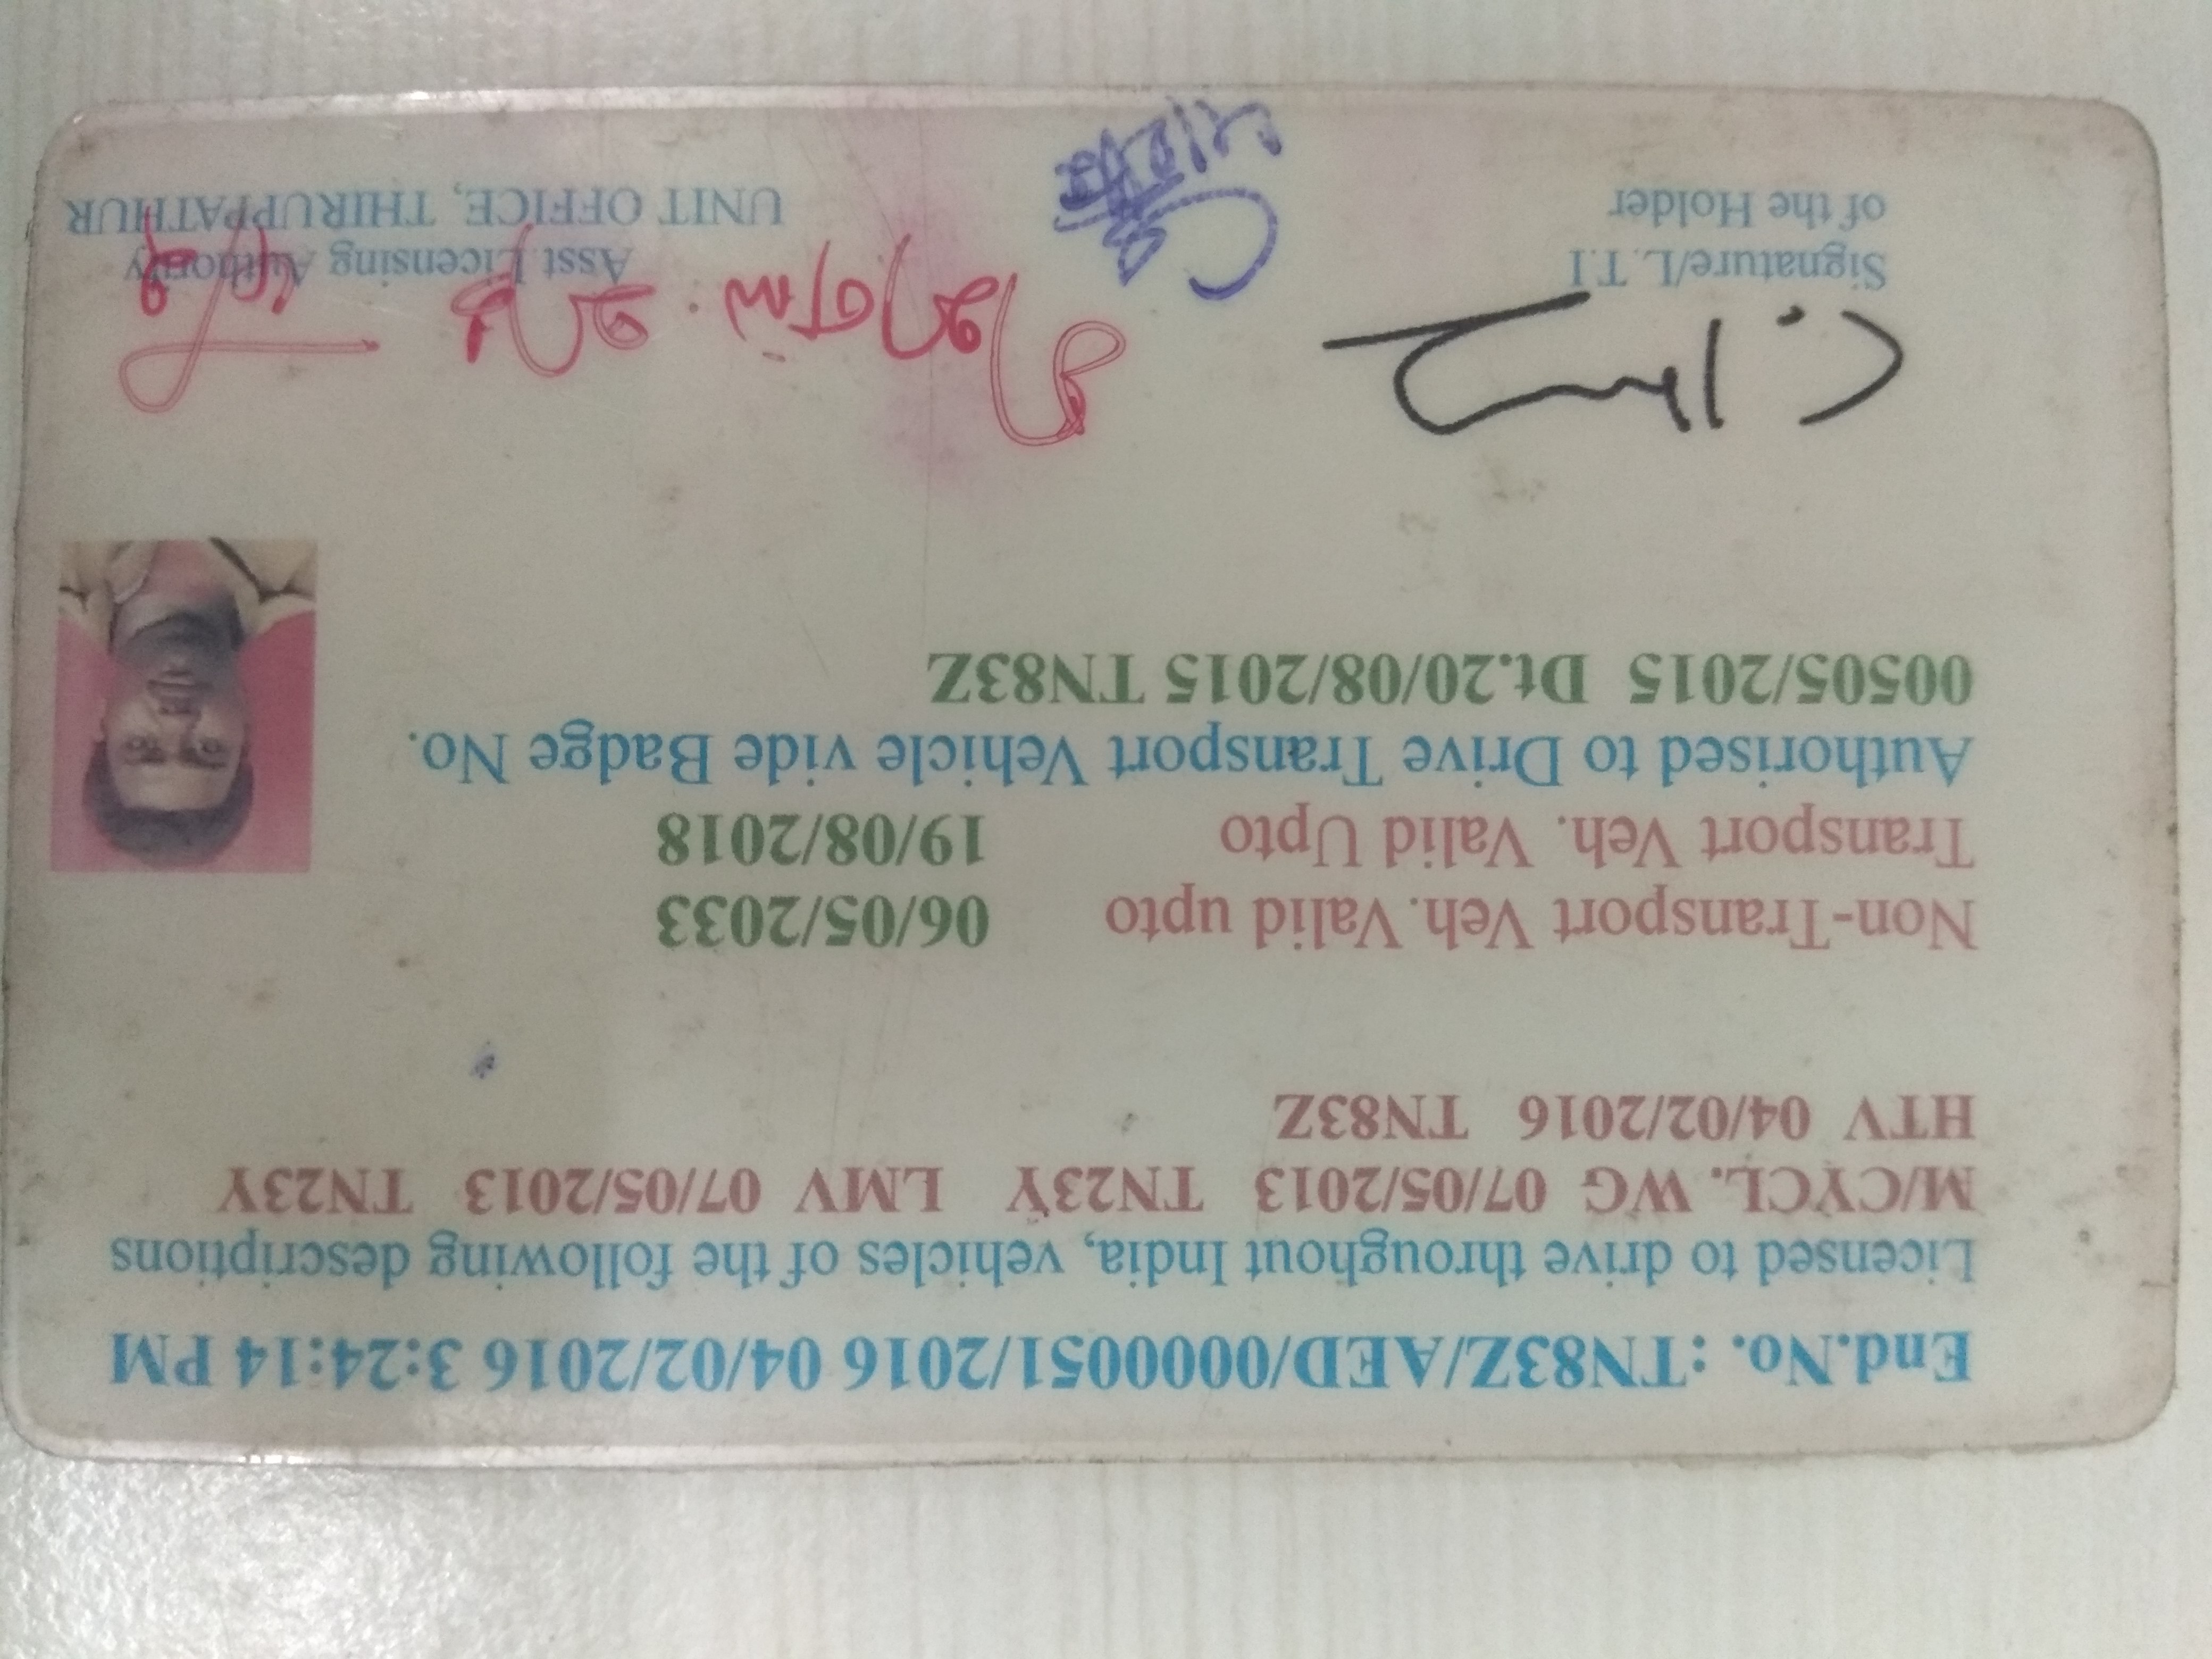 End.No. : TN83Z/AED/0000051/2016 04/02/2016 3:24:14 PM
Licensed to drive throughout India, vehicles of the following descriptions
M/CYCL. WG 07/05/2013 TN23Y LMV 07/05/2013 TN23Y
HTV 04/02/2016 TN83Z
Non-Transport Veh. Valid upto 06/05/2033
Transport Veh. Valid Upto 19/08/2018
Authorised to Drive Transport Vehicle vide Badge No.
00505/2015 Dt.20/08/2015 TN83Z
Signature/L.T.I
of the Holder
Asst Licensing Authority
UNIT OFFICE, THIRUPPATHUR